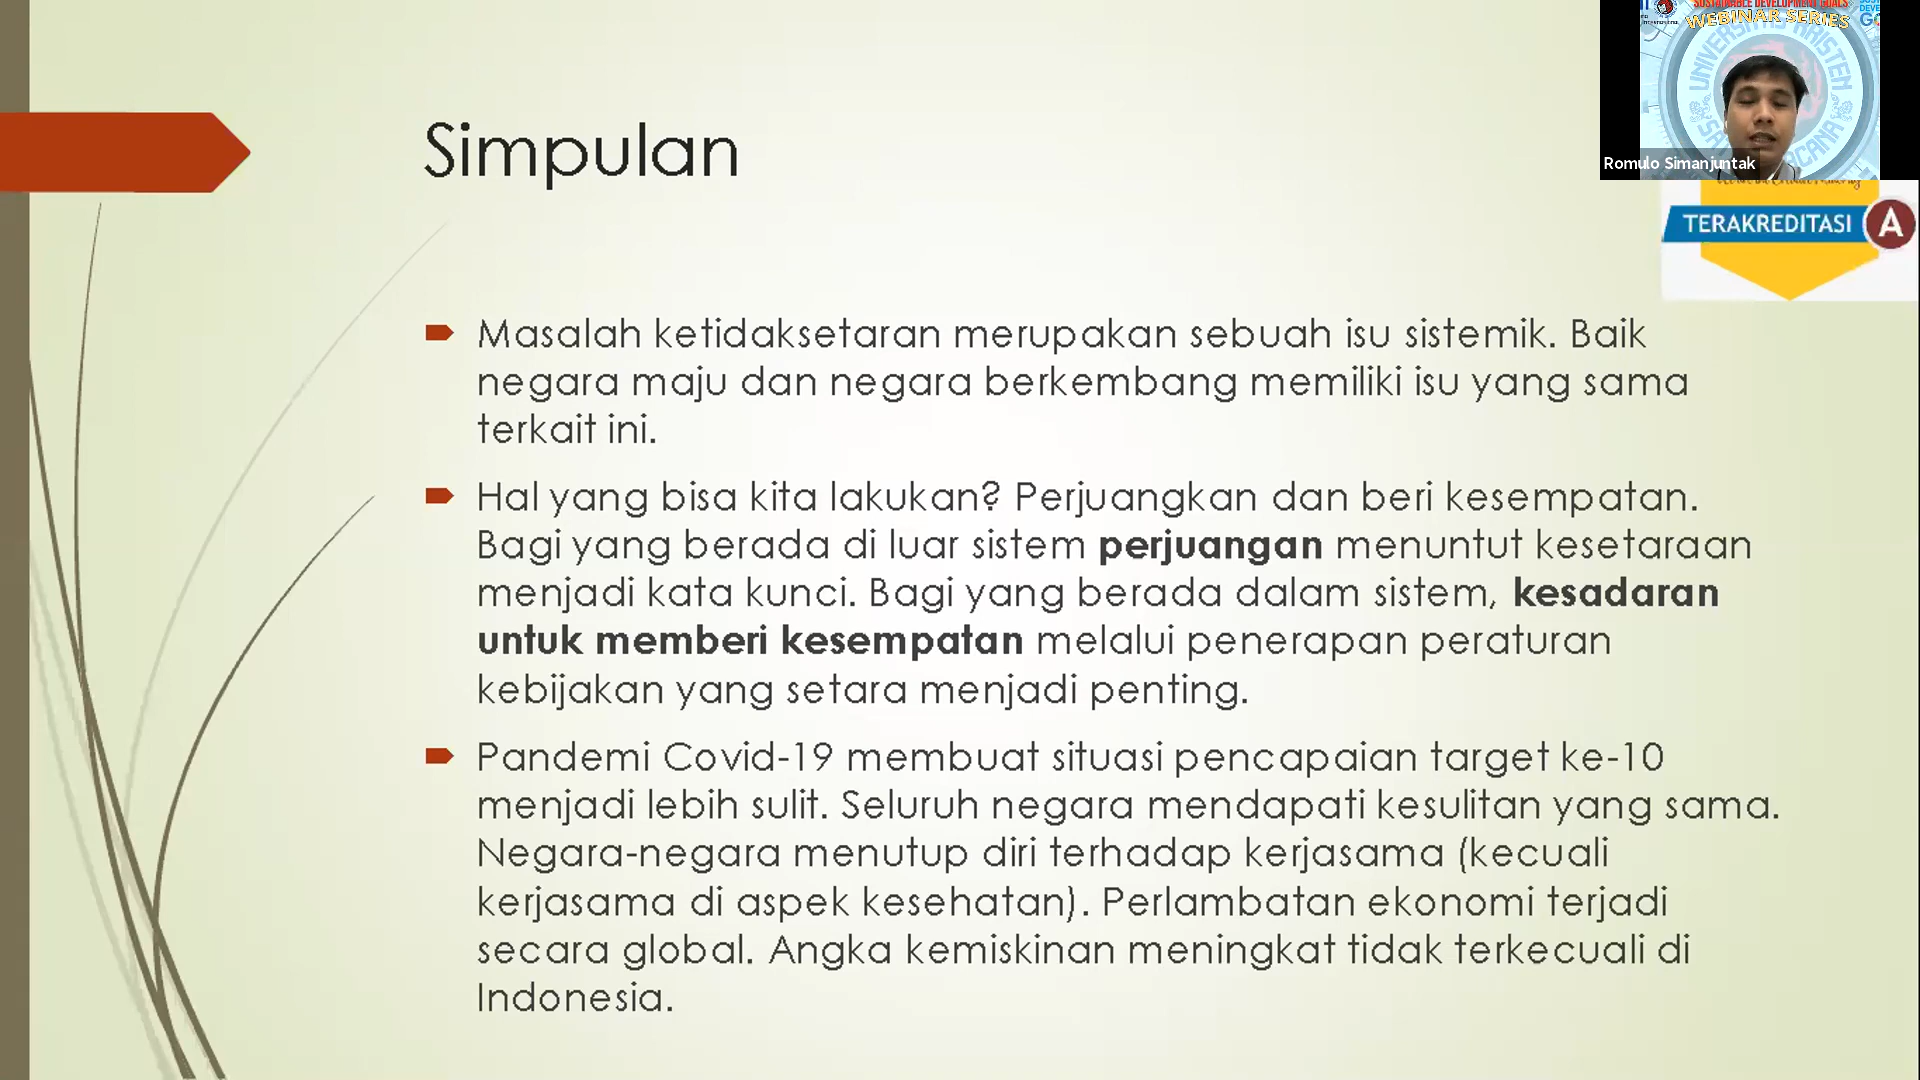 SUSTAINABLE DEVELOPMENT GOALS
WEBINAR SERIES
UNIVERSITAS KRISTEN
Romulo Simanjuntak
TERAKREDITASI A
Simpulan
Masalah ketidaksetaran merupakan sebuah isu sistemik. Baik
negara maju dan negara berkembang memiliki isu yang sama
terkait ini.
Hal yang bisa kita lakukan? Perjuangkan dan beri kesempatan.
Bagi yang berada di luar sistem perjuangan menuntut kesetaraan
menjadi kata kunci. Bagi yang berada dalam sistem, kesadaran
untuk memberi kesempatan melalui penerapan peraturan
kebijakan yang setara menjadi penting.
Pandemi Covid-19 membuat situasi pencapaian target ke-10
menjadi lebih sulit. Seluruh negara mendapati kesulitan yang sama.
Negara-negara menutup diri terhadap kerjasama (kecuali
kerjasama di aspek kesehatan). Perlambatan ekonomi terjadi
secara global. Angka kemiskinan meningkat tidak terkecuali di
Indonesia.